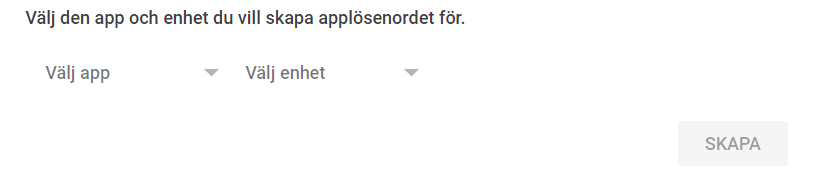 Välj den app och enhet du vill skapa applösenordet för.
Välj app Välj enhet
SKAPA